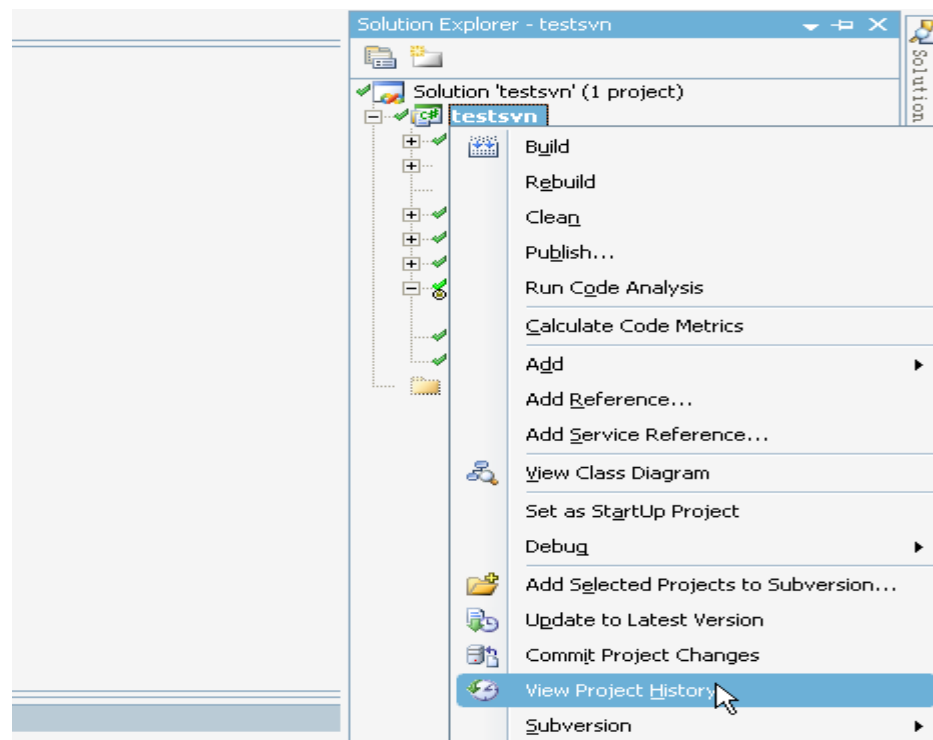 Solution Explorer - testsvn
Solution
Solution 'testsvn' (1 project)
C#
testsvn
Build
Rebuild
Clean
Publish...
Run Code Analysis
Calculate Code Metrics
Add
Add Reference...
Add Service Reference...
View Class Diagram
Set as StartUp Project
Debug
Add Selected Projects to Subversion...
Update to Latest Version
Commit Project Changes
View Project History
Subversion